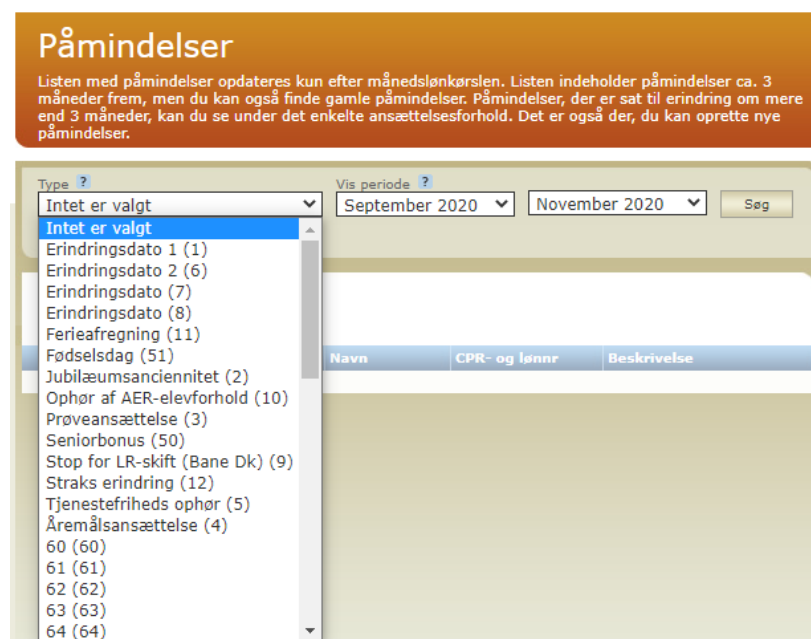 Påmindelser
Listen med påmindelser opdateres kun efter månedslønkørslen. Listen indeholder påmindelser ca. 3
måneder frem, men du kan også finde gamle påmindelser. Påmindelser, der er sat til erindring om mere
end 3 måneder, kan du se under det enkelte ansættelsesforhold. Det er også der, du kan oprette nye
påmindelser.
Type ? Vis periode ?
Intet er valgt September 2020 November 2020 Søg
Intet er valgt
Erindringsdato 1 (1)
Erindringsdato 2 (6)
Erindringsdato (7)
Erindringsdato (8)
Ferieafregning (11)
Fødselsdag (51) Navn CPR- og lønnr Beskrivelse
Jubilæumsanciennitet (2)
Ophør af AER-elevforhold (10)
Prøveansættelse (3)
Seniorbonus (50)
Stop for LR-skift (Bane Dk) (9)
Straks erindring (12)
Tjenestefriheds ophør (5)
Åremålsansættelse (4)
60 (60)
61 (61)
62 (62)
63 (63)
64 (64)